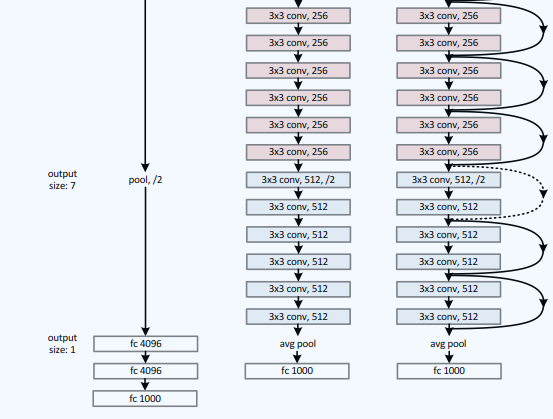 3x3 conv, 256
3x3 conv, 256
3x3 conv, 256
3x3 conv, 256
3x3 conv, 256
3x3 conv, 256
3x3 conv, 256
3x3 conv, 256
3x3 conv, 256
3x3 conv, 256
3x3 conv, 256
3x3 conv, 256
output
size: 7
pool, /2
3x3 conv, 512, /2
3x3 conv, 512, /2
3x3 conv, 512
3x3 conv, 512
3x3 conv, 512
3x3 conv, 512
3x3 conv, 512
3x3 conv, 512
3x3 conv, 512
3x3 conv, 512
3x3 conv, 512
3x3 conv, 512
output
size: 1
fc 4096
avg pool
avg pool
fc 4096
fc 1000
fc 1000
fc 1000